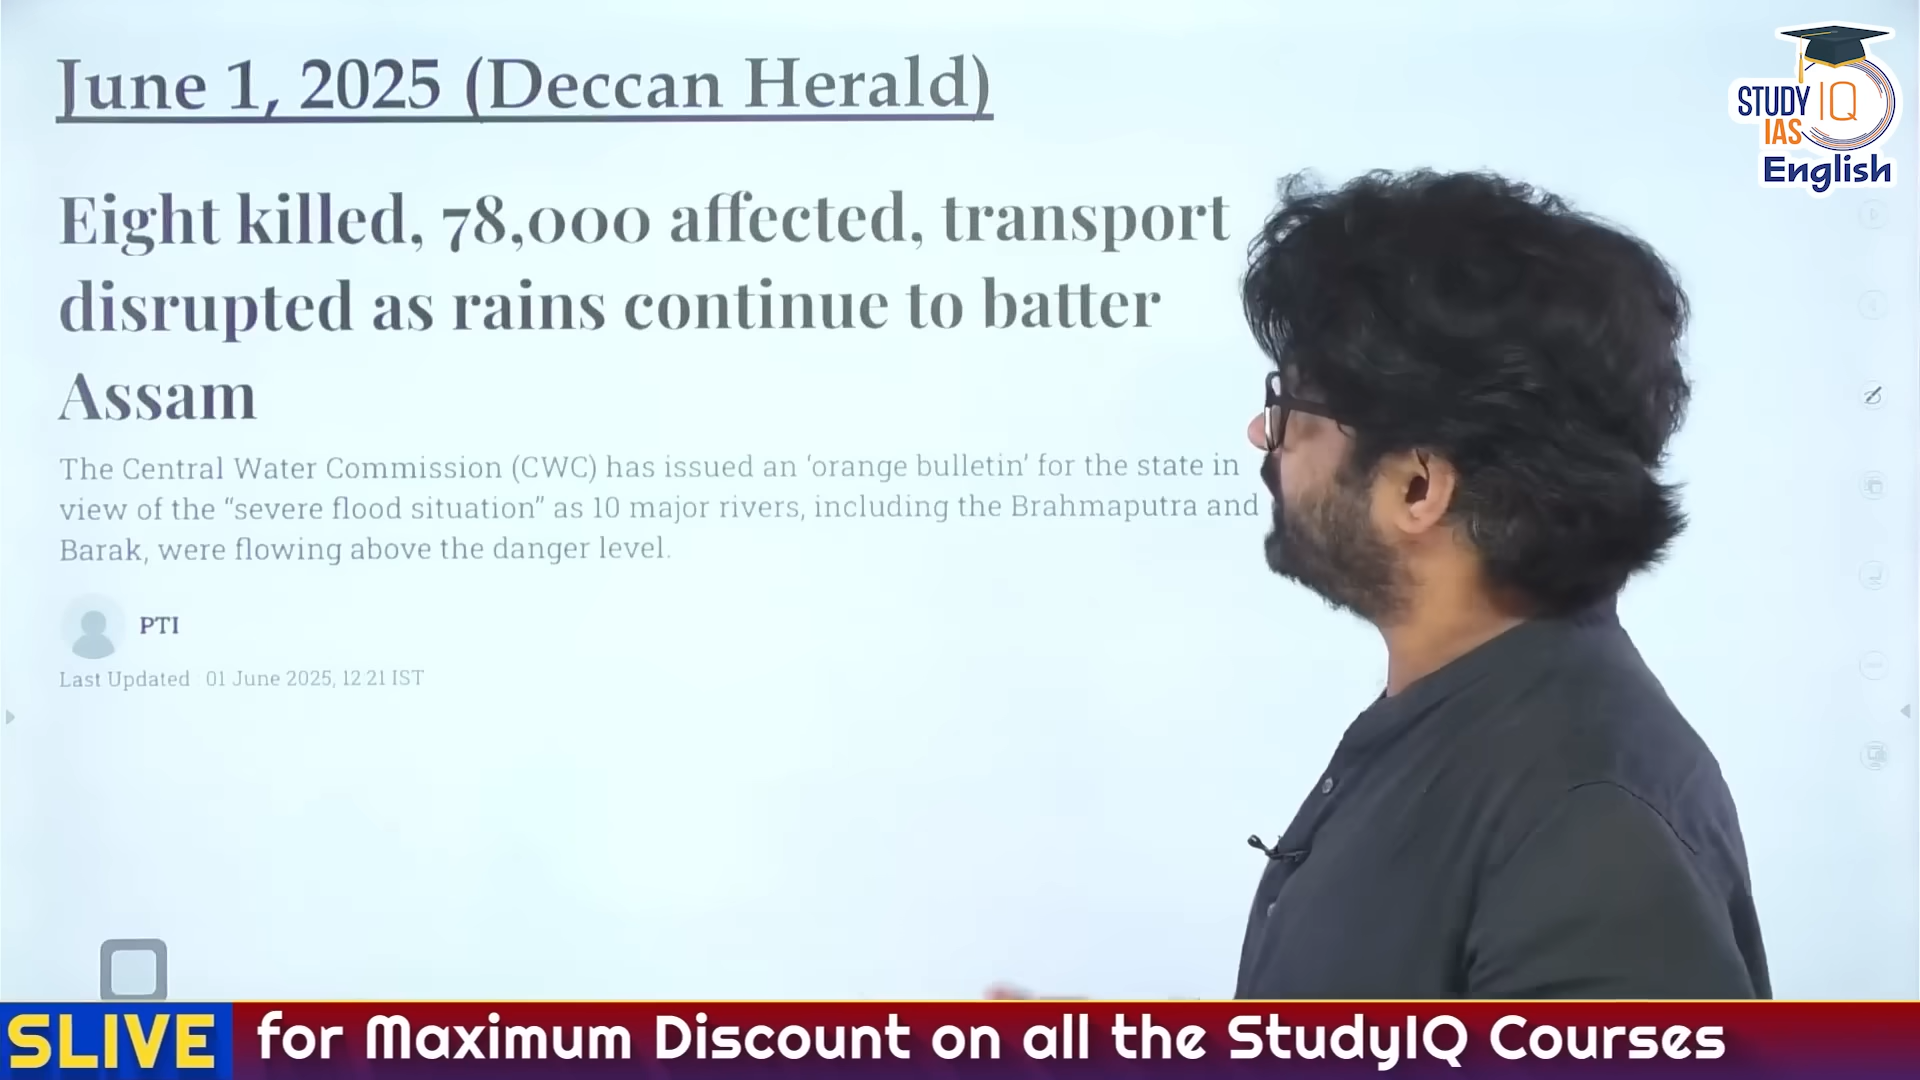 June 1, 2025 (Deccan Herald)
Eight killed, 78,000 affected, transport
disrupted as rains continue to batter
Assam
The Central Water Commission (CWC) has issued an ‘orange bulletin’ for the state in
view of the “severe flood situation” as 10 major rivers, including the Brahmaputra and
Barak, were flowing above the danger level.
PTI
Last Updated 01 June 2025, 12 21 IST
STUDY IQ
IAS
English
SLIVE for Maximum Discount on all the StudyIQ Courses